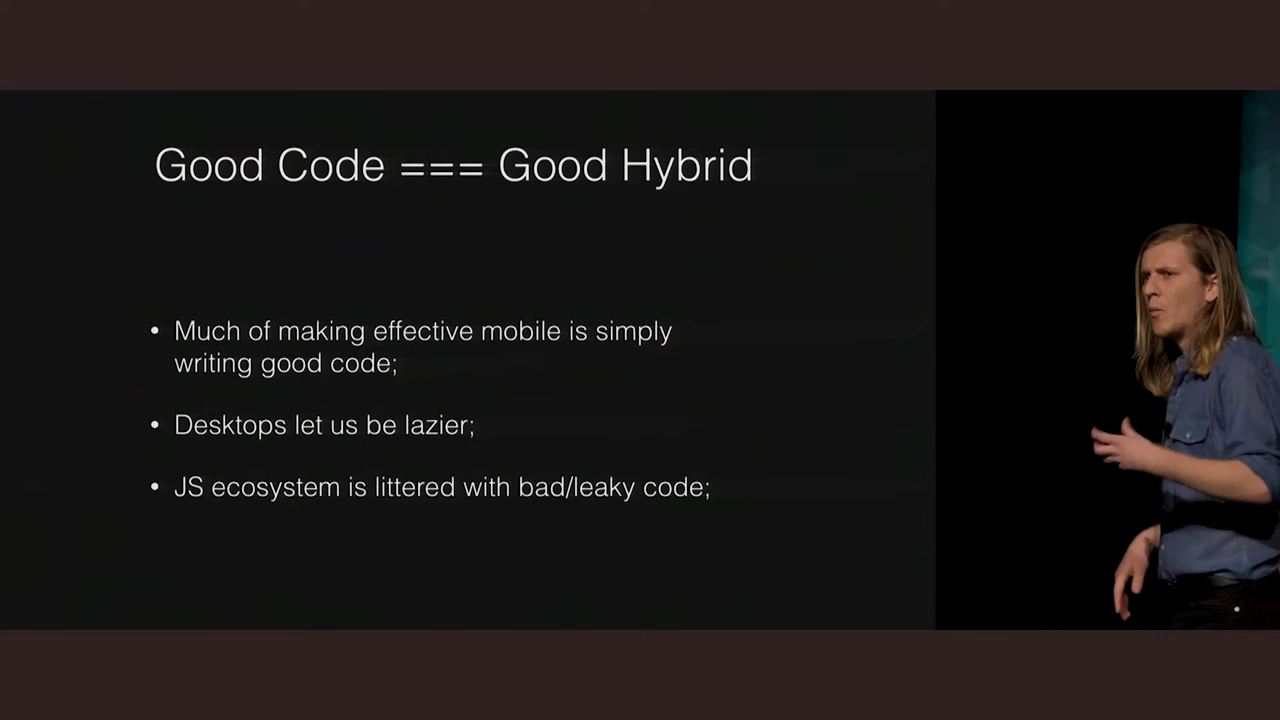 Good Code === Good Hybrid
• Much of making effective mobile is simply
writing good code;
• Desktops let us be lazier;
• JS ecosystem is littered with bad/leaky code;